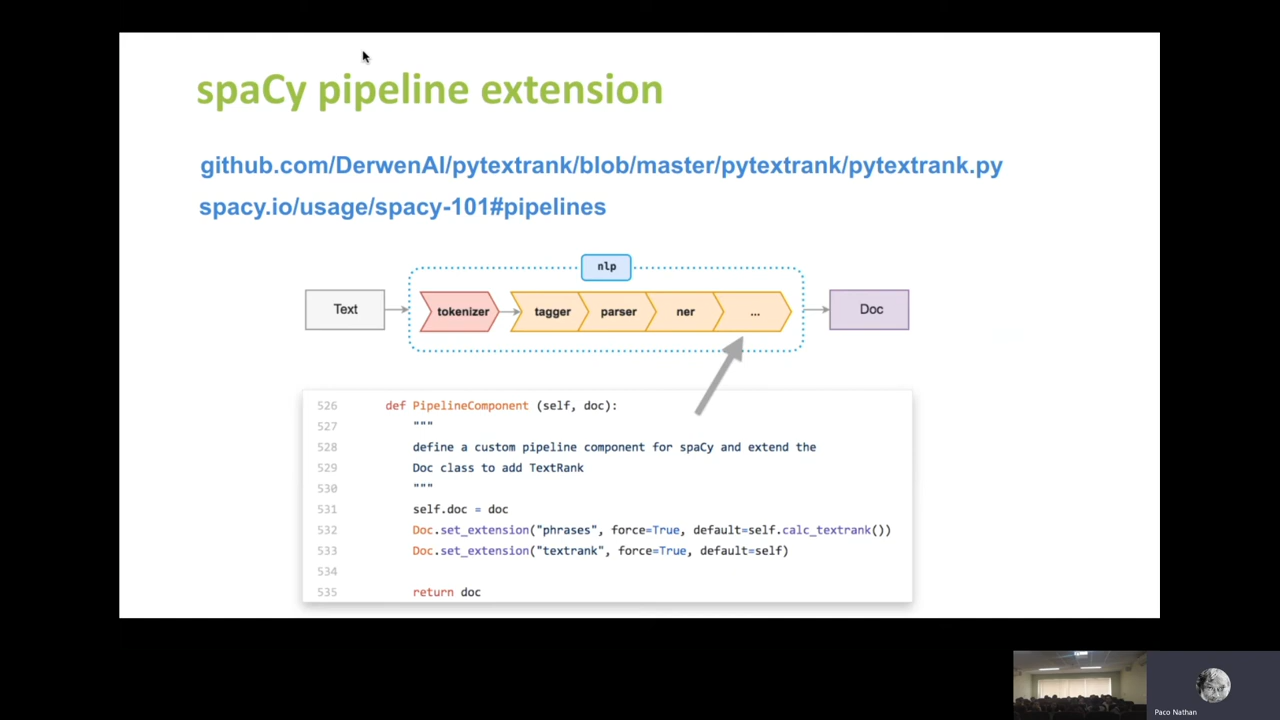 spaCy pipeline extension
github.com/DerwenAI/pytextrank/blob/master/pytextrank/pytextrank.py
spacy.io/usage/spacy-101#pipelines
nlp
Text
tokenizer
tagger
parser
ner
...
Doc
526 def PipelineComponent (self, doc):
527 """
528 define a custom pipeline component for spaCy and extend the
529 Doc class to add TextRank
530 """
531 self.doc = doc
532 Doc.set_extension("phrases", force=True, default=self.calc_textrank())
533 Doc.set_extension("textrank", force=True, default=self)
534
535 return doc
Paco Nathan